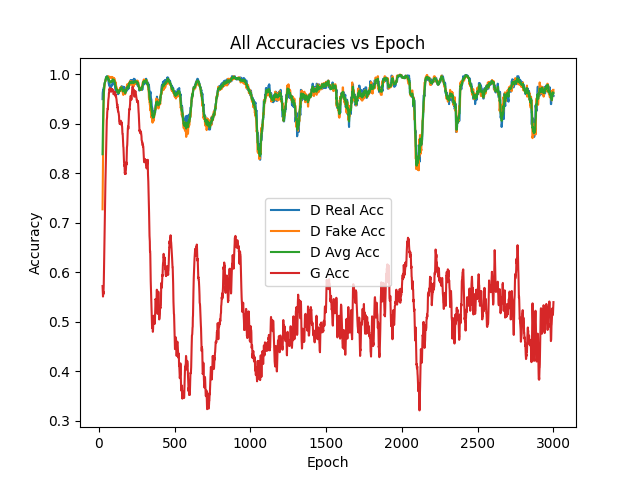 All Accuracies vs Epoch
1.0
0.9
0.8
0.7
0.6
0.5
0.4
0.3
Accuracy
D Real Acc
D Fake Acc
D Avg Acc
G Acc
0
500
1000
1500
2000
2500
3000
Epoch